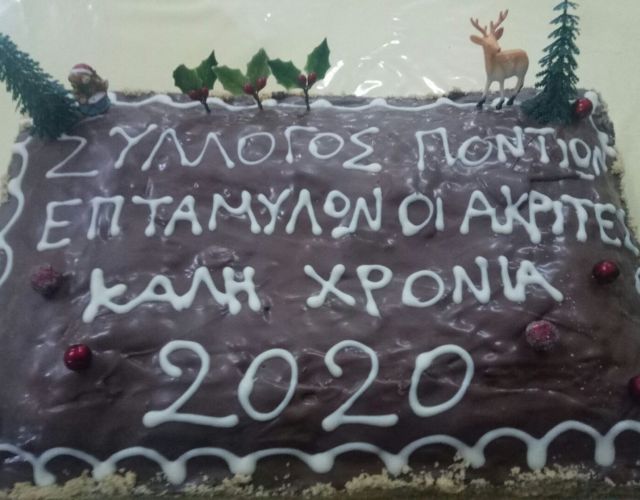 ΣΥΛΛΟΓΟΣ ΠΟΝΤΙΩΝ
ΕΠΤΑΜΥΛΩΝ ΟΙ ΑΚΡΙΤΕΣ
ΚΑΛΗ ΧΡΟΝΙΑ
2020